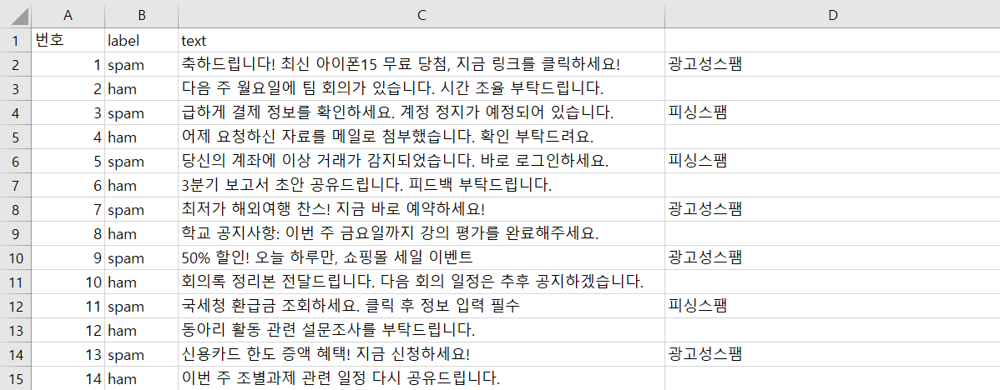 A B C D
1 번호 label text
2 1 spam 축하드립니다! 최신 아이폰15 무료 당첨, 지금 링크를 클릭하세요! 광고성스팸
3 2 ham 다음 주 월요일에 팀 회의가 있습니다. 시간 조율 부탁드립니다.
4 3 spam 급하게 결제 정보를 확인하세요. 계정 정지가 예정되어 있습니다. 피싱스팸
5 4 ham 어제 요청하신 자료를 메일로 첨부했습니다. 확인 부탁드려요.
6 5 spam 당신의 계좌에 이상 거래가 감지되었습니다. 바로 로그인하세요. 피싱스팸
7 6 ham 3분기 보고서 초안 공유드립니다. 피드백 부탁드립니다.
8 7 spam 최저가 해외여행 찬스! 지금 바로 예약하세요! 광고성스팸
9 8 ham 학교 공지사항: 이번 주 금요일까지 강의 평가를 완료해주세요.
10 9 spam 50% 할인! 오늘 하루만, 쇼핑몰 세일 이벤트 광고성스팸
11 10 ham 회의록 정리본 전달드립니다. 다음 회의 일정은 추후 공지하겠습니다.
12 11 spam 국세청 환급금 조회하세요. 클릭 후 정보 입력 필수 피싱스팸
13 12 ham 동아리 활동 관련 설문조사를 부탁드립니다.
14 13 spam 신용카드 한도 증액 혜택! 지금 신청하세요! 광고성스팸
15 14 ham 이번 주 조별과제 관련 일정 다시 공유드립니다.